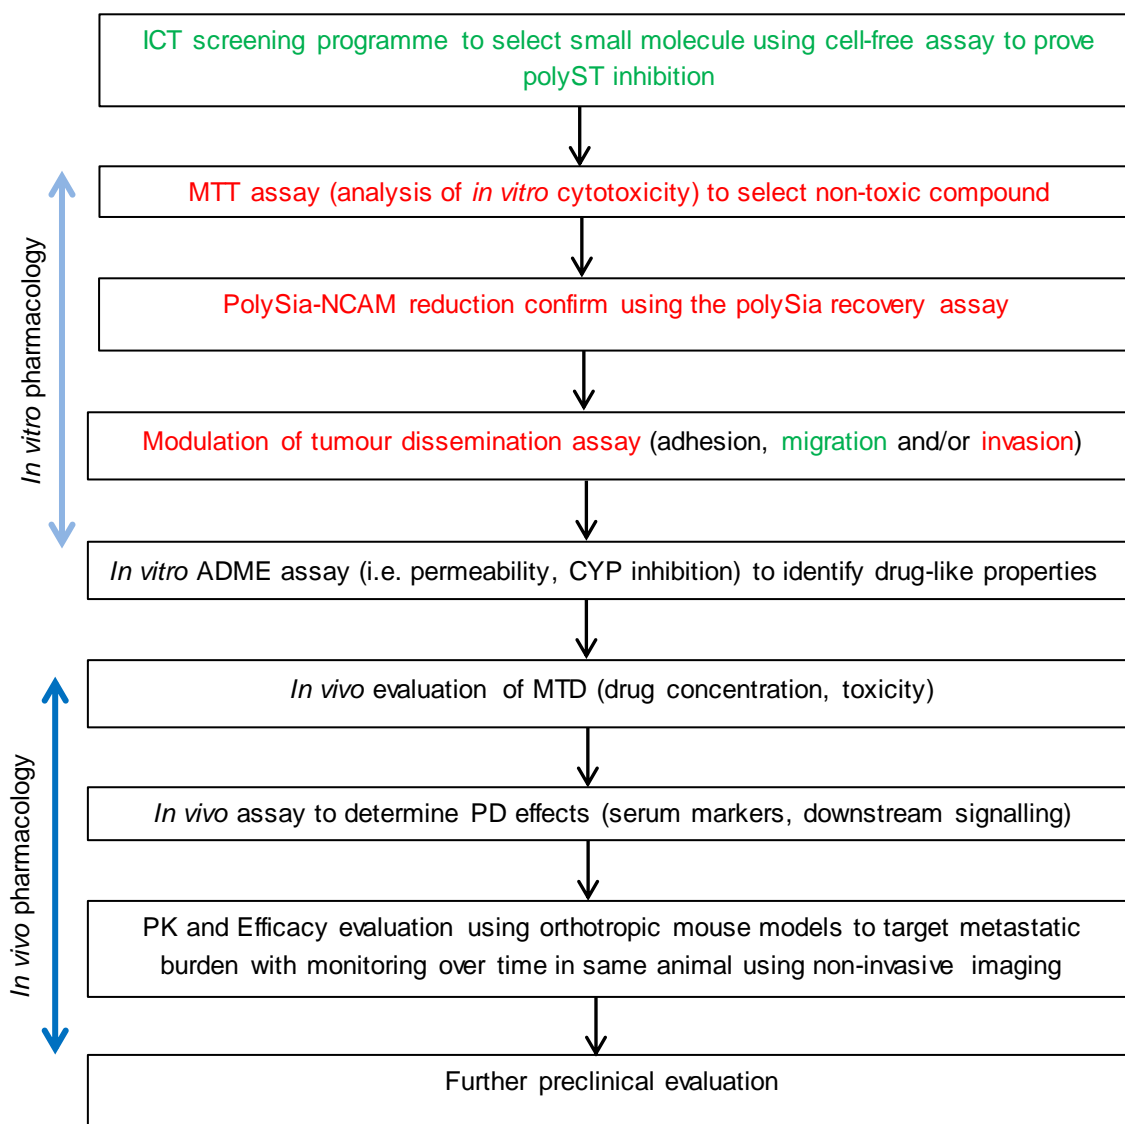 ICT screening programme to select small molecule using cell-free assay to prove
polyST inhibition
In vitro pharmacology
MTT assay (analysis of in vitro cytotoxicity) to select non-toxic compound
PolySia-NCAM reduction confirm using the polySia recovery assay
Modulation of tumour dissemination assay (adhesion, migration and/or invasion)
In vitro ADME assay (i.e. permeability, CYP inhibition) to identify drug-like properties
In vivo pharmacology
In vivo evaluation of MTD (drug concentration, toxicity)
In vivo assay to determine PD effects (serum markers, downstream signalling)
PK and Efficacy evaluation using orthotropic mouse models to target metastatic
burden with monitoring over time in same animal using non-invasive imaging
Further preclinical evaluation